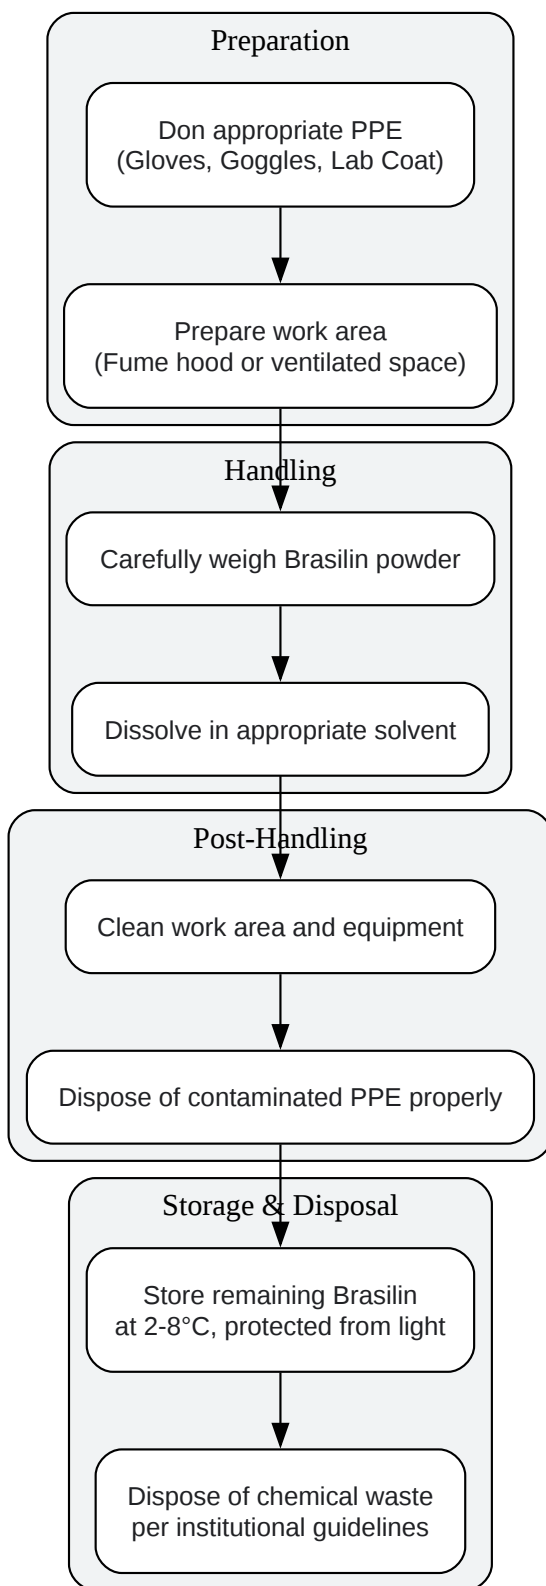 Preparation
Don appropriate PPE
(Gloves, Goggles, Lab Coat)
Prepare work area
(Fume hood or ventilated space)
Handling
Carefully weigh Brasilin powder
Dissolve in appropriate solvent
Post-Handling
Clean work area and equipment
Dispose of contaminated PPE properly
Storage & Disposal
Store remaining Brasilin
at 2-8°C, protected from light
Dispose of chemical waste
per institutional guidelines